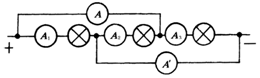 A
+ A₁ A₂ A₃ −
A'